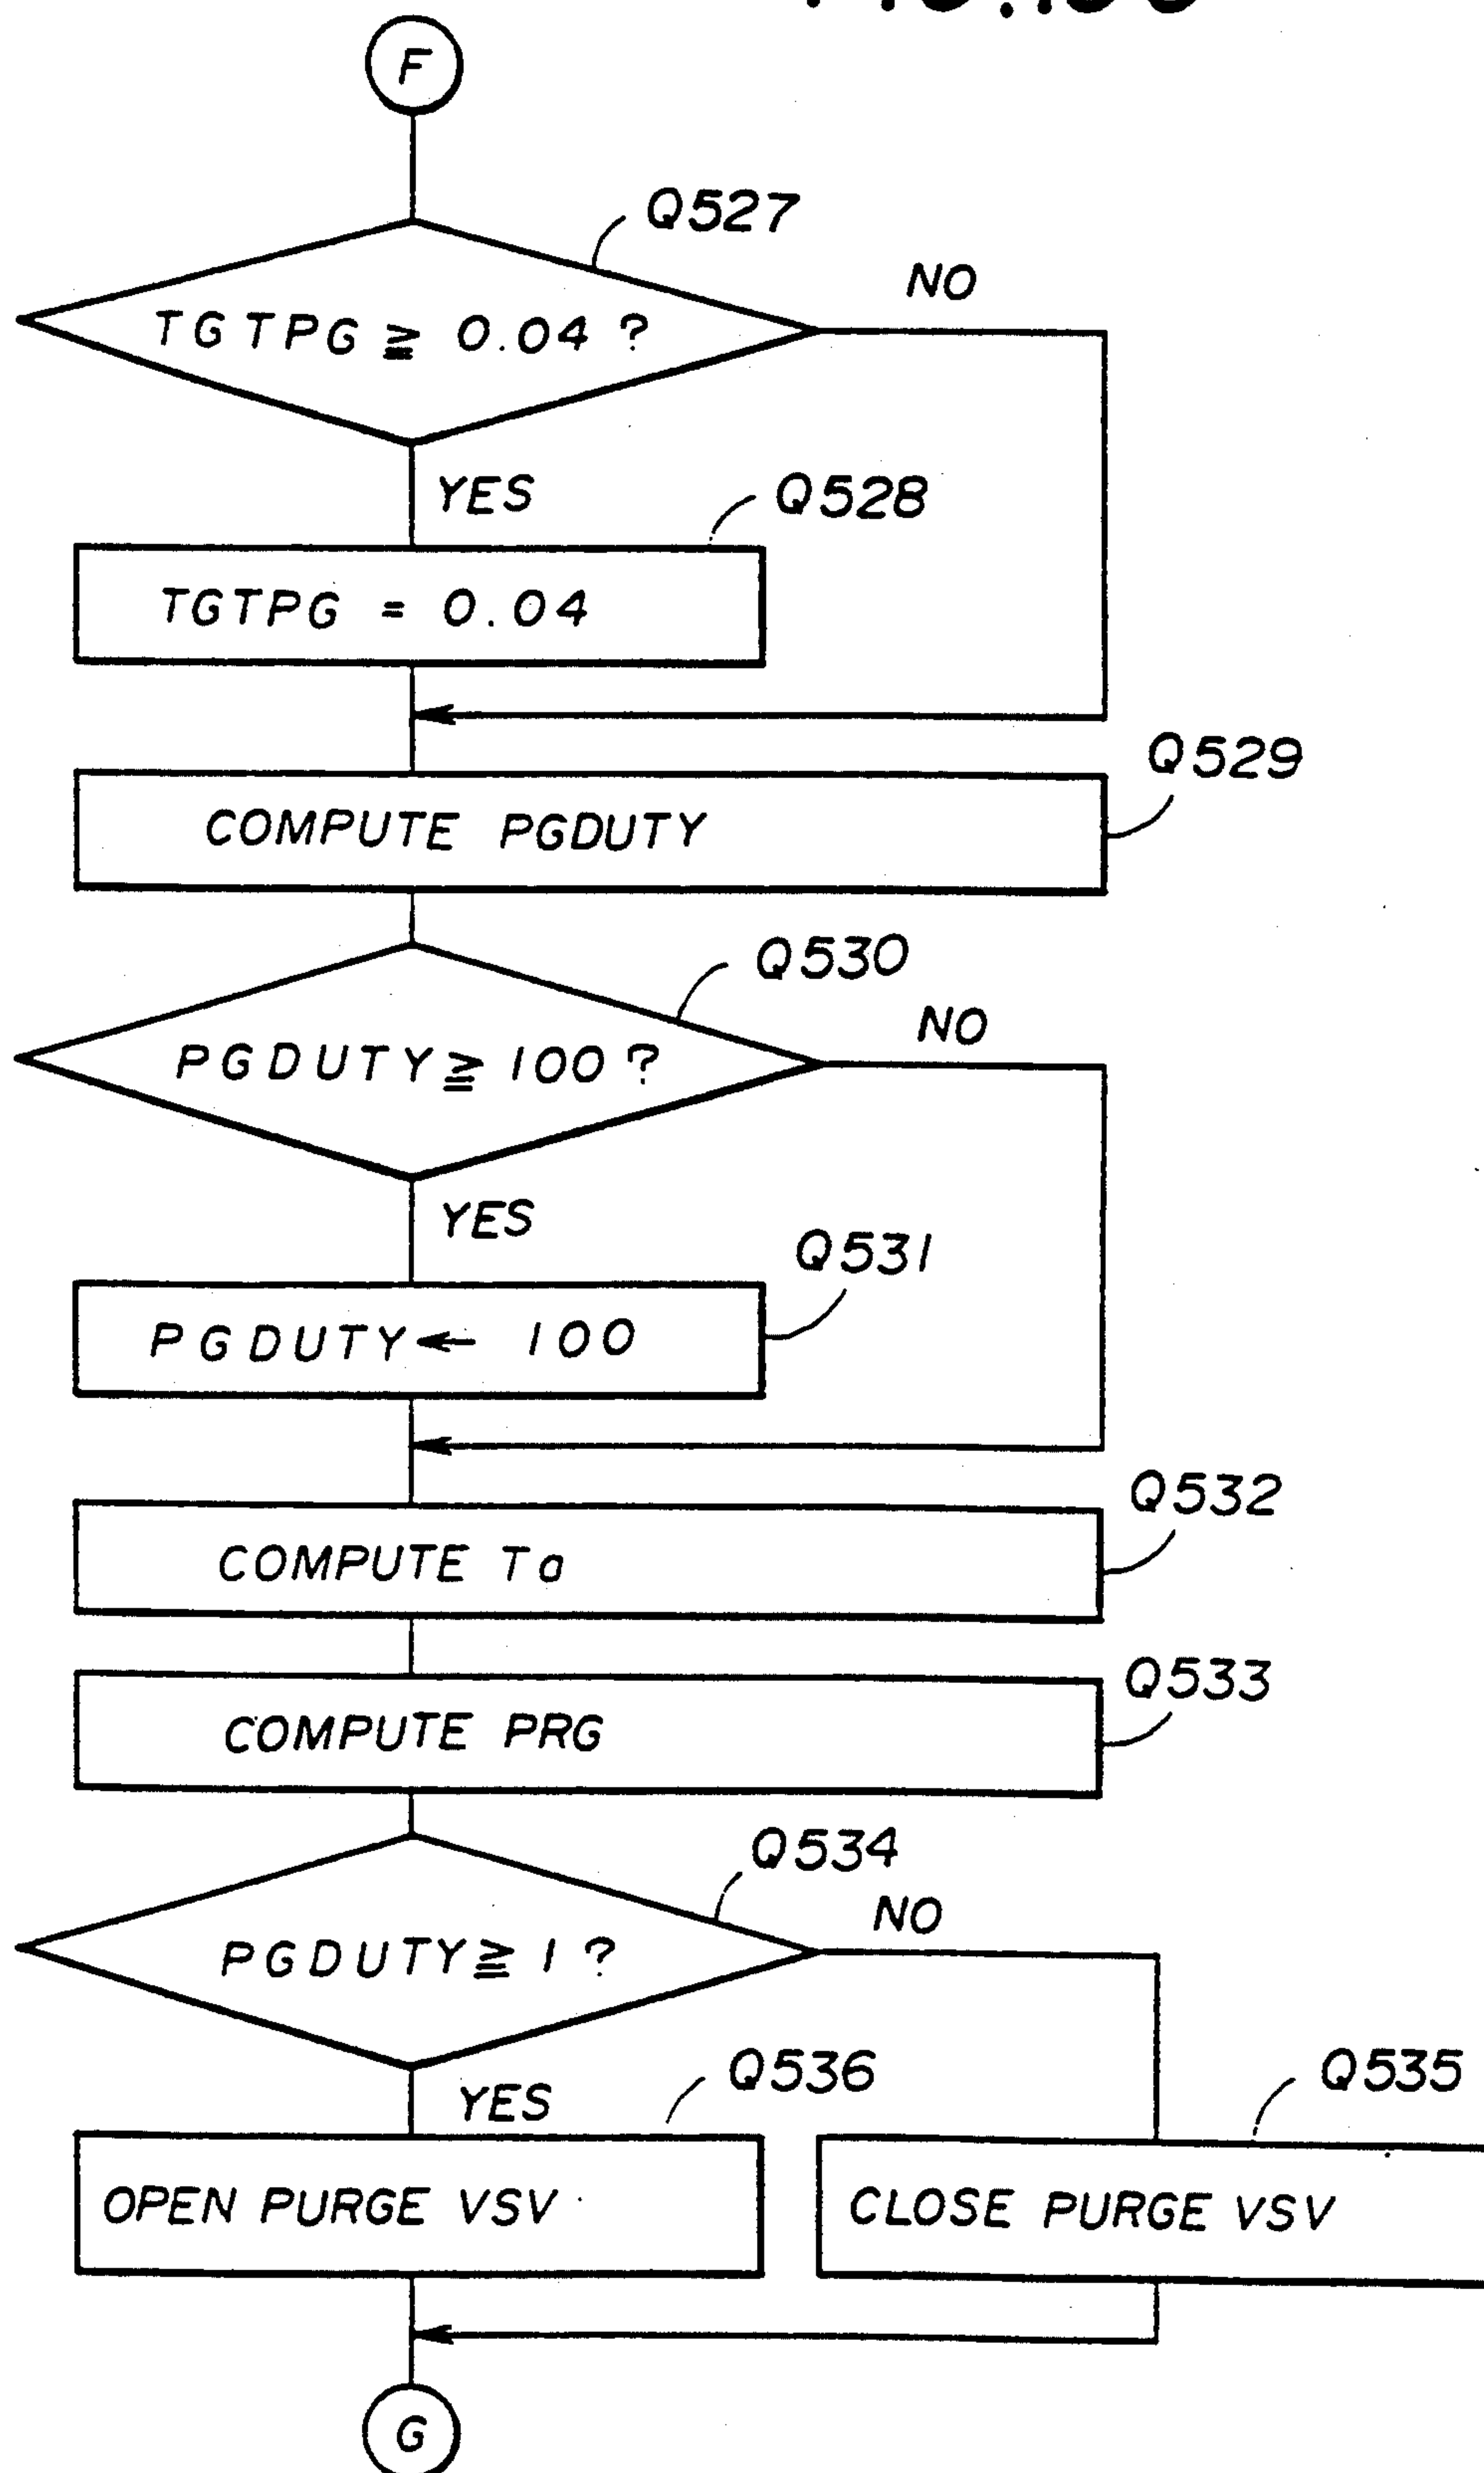 F
Q527
NO
TGTPG ≧ 0.04 ?
YES
Q528
TGTPG = 0.04
Q529
COMPUTE PGDUTY
Q530
NO
PGDUTY ≧ 100 ?
YES
Q531
PGDUTY ← 100
Q532
COMPUTE Ta
Q533
COMPUTE PRG
Q534
NO
PGDUTY ≧ 1 ?
YES
Q536
Q535
OPEN PURGE VSV
CLOSE PURGE VSV
G